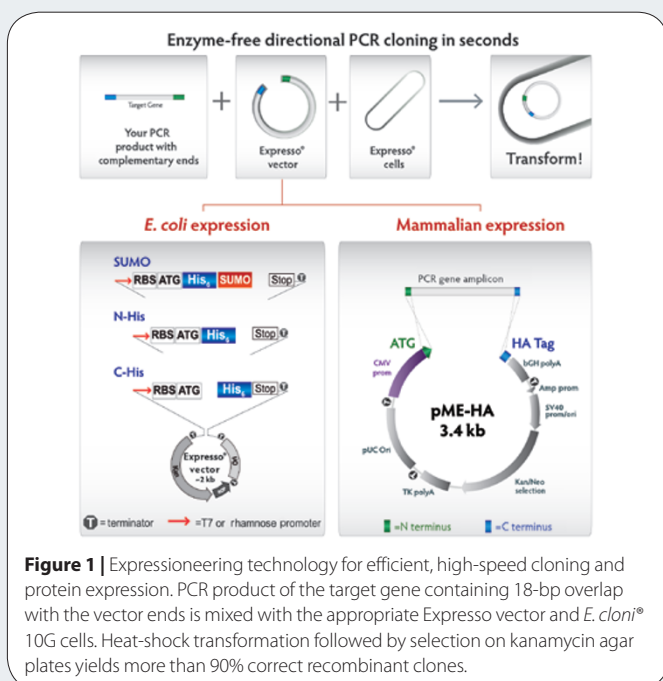 Enzyme-free directional PCR cloning in seconds
Target Gene
Your PCR
product with
complementary ends
+
Expresso®
vector
+
Expresso®
cells
Transform!
E. coli expression
SUMO
RBS ATG His6 SUMO Stop T
N-His
RBS ATG His6 Stop T
C-His
RBS ATG His6 Stop T
Expresso®
vector
~2 kb
T = terminator → =T7 or rhamnose promoter
Mammalian expression
PCR gene amplicon
ATG
HA Tag
CMV
prom
bGH polyA
Amp prom
SV40
prom/ori
pME-HA
3.4 kb
pUC Ori
TK polyA
Kan/Neo
selection
=N terminus =C terminus
Figure 1 | Expressioneering technology for efficient, high-speed cloning and
protein expression. PCR product of the target gene containing 18-bp overlap
with the vector ends is mixed with the appropriate Expresso vector and E. cloni®
10G cells. Heat-shock transformation followed by selection on kanamycin agar
plates yields more than 90% correct recombinant clones.